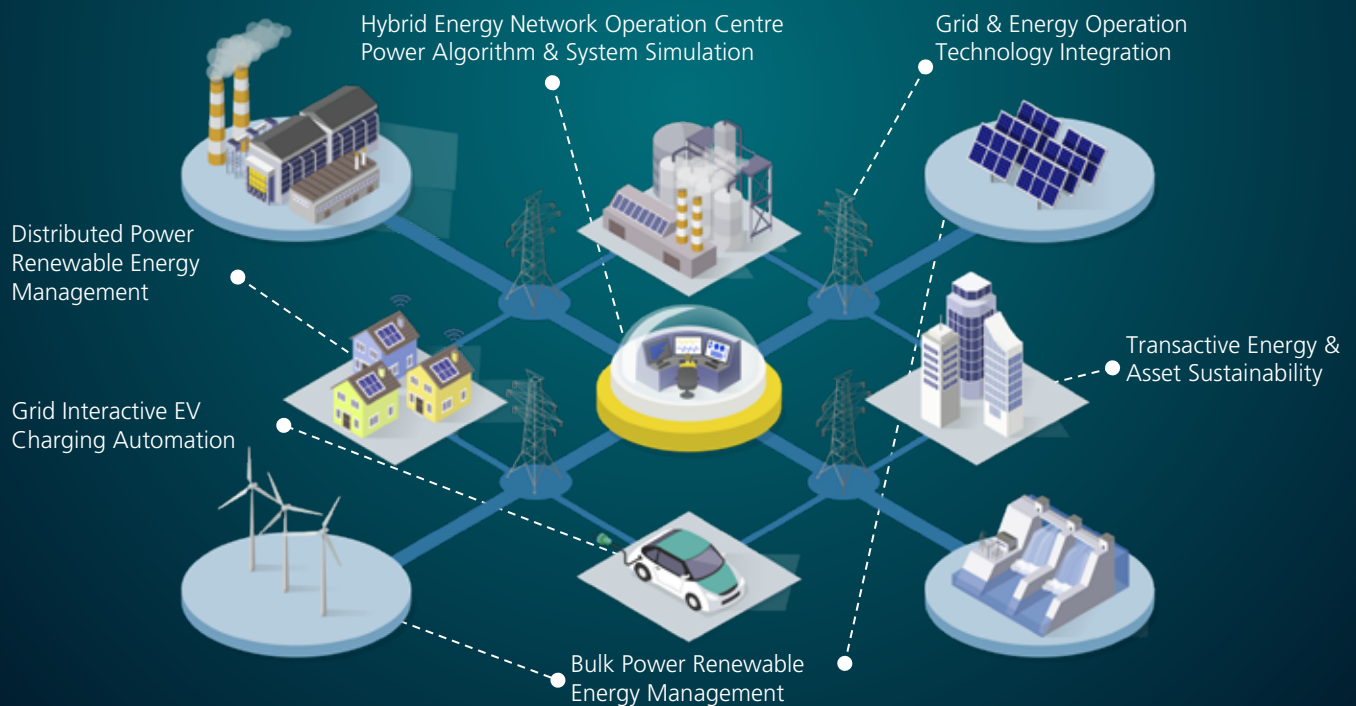 Hybrid Energy Network Operation Centre
Power Algorithm & System Simulation
Grid & Energy Operation
Technology Integration
Distributed Power
Renewable Energy
Management
Transactive Energy &
Asset Sustainability
Grid Interactive EV
Charging Automation
Bulk Power Renewable
Energy Management